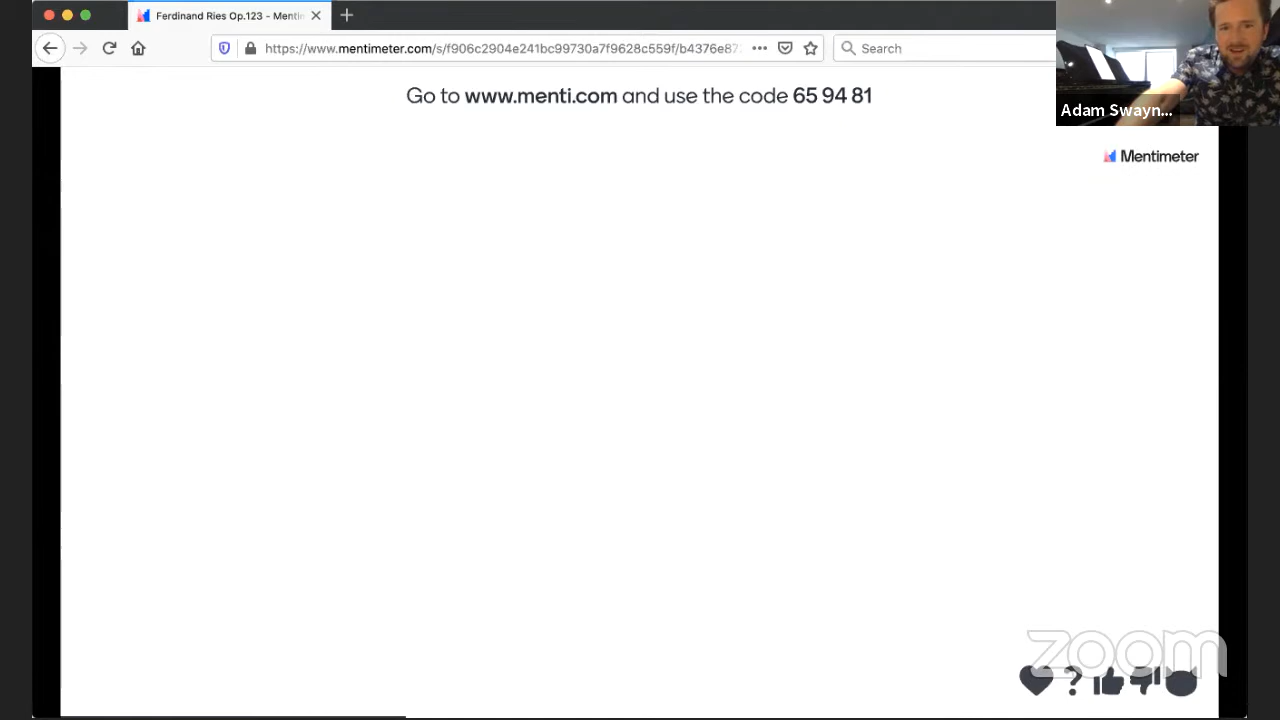 Ferdinand Ries Op.123 - Menti
https://www.mentimeter.com/s/f906c2904e241bc99730a7f9628c559f/b4376e87
Search
Adam Swayn...
Go to www.menti.com and use the code 65 94 81
Mentimeter
zoom
?